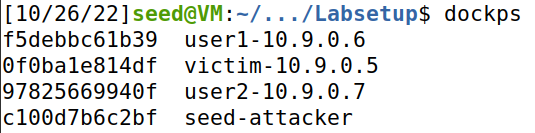 [10/26/22]seed@VM:~/.../Labsetup$ dockps
f5debbc61b39  user1-10.9.0.6
0f0ba1e814df  victim-10.9.0.5
97825669940f  user2-10.9.0.7
c100d7b6c2bf  seed-attacker